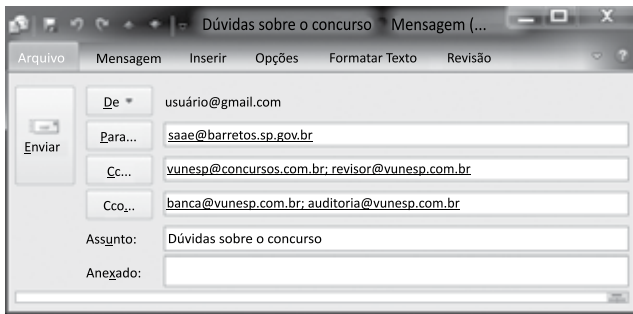 Dúvidas sobre o concurso Mensagem (...
Arquivo Mensagem Inserir Opções Formatar Texto Revisão
De usuário@gmail.com
Enviar
Para... saae@barretos.sp.gov.br
Cc... vunesp@concursos.com.br; revisor@vunesp.com.br
Cco... banca@vunesp.com.br; auditoria@vunesp.com.br
Assunto: Dúvidas sobre o concurso
Anexado: